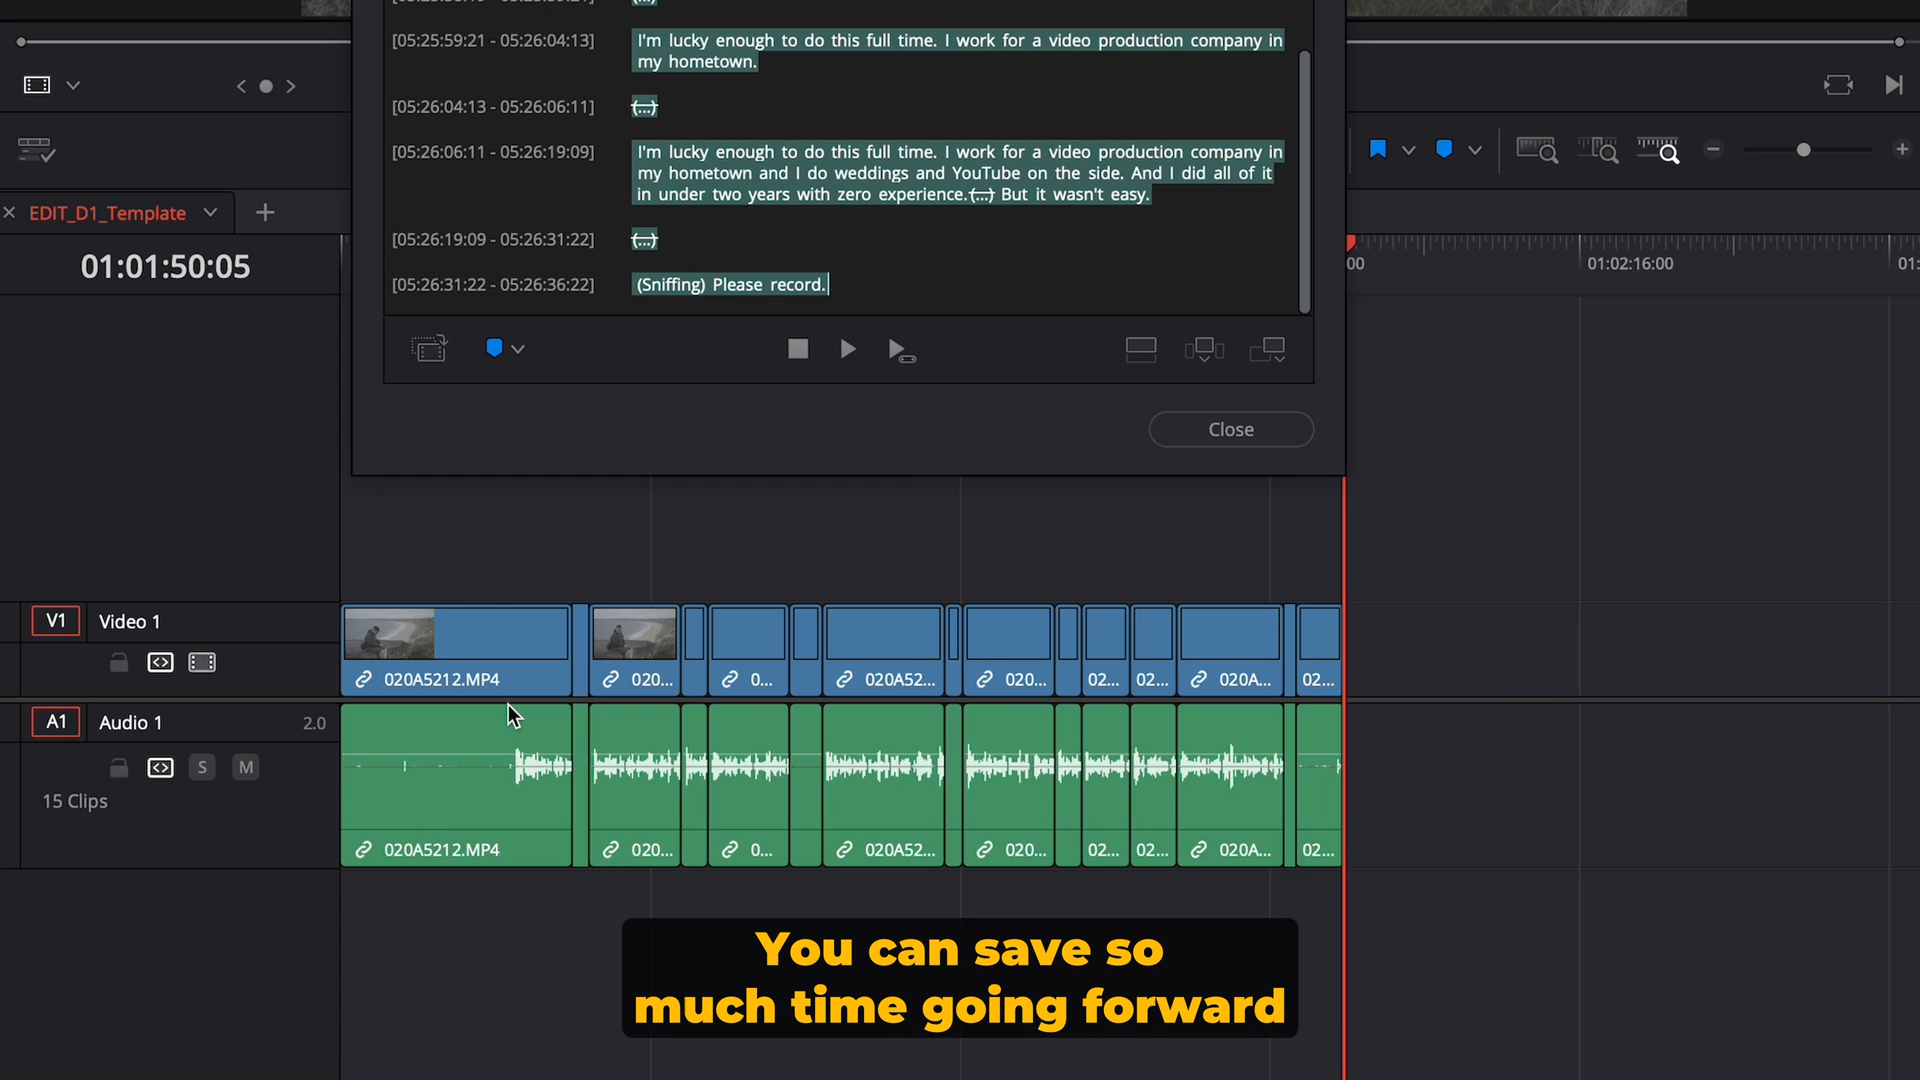 [05:25:59:21 - 05:26:04:13] I'm lucky enough to do this full time. I work for a video production company in
my hometown.
[05:26:04:13 - 05:26:06:11] (...)
[05:26:06:11 - 05:26:19:09] I'm lucky enough to do this full time. I work for a video production company in
my hometown and I do weddings and YouTube on the side. And I did all of it
in under two years with zero experience.(...) But it wasn't easy.
[05:26:19:09 - 05:26:31:22] (...)
[05:26:31:22 - 05:26:36:22] (Sniffing) Please record.
Close
EDIT_D1_Template
01:01:50:05
00
01:02:16:00
01:
V1 Video 1
020A5212.MP4 020... 0... 020A52... 020... 02... 02... 020A... 02...
A1 Audio 1 2.0
S M
15 Clips
020A5212.MP4 020... 0... 020A52... 020... 02... 02... 020A... 02...
You can save so
much time going forward